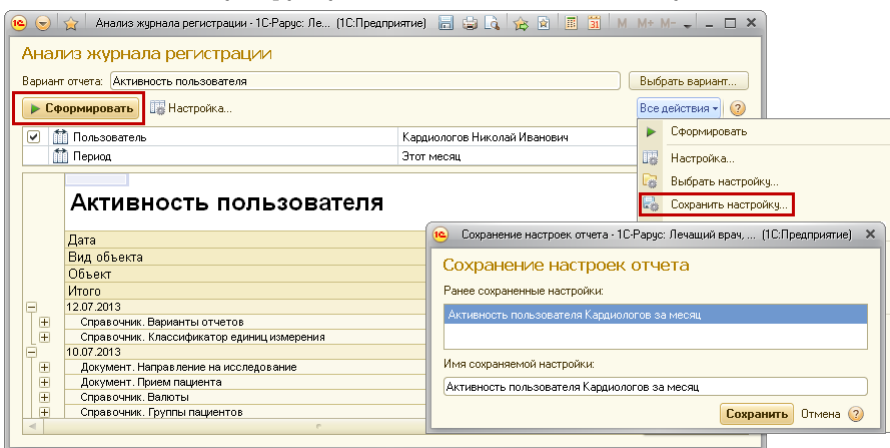 Анализ журнала регистрации - 1С-Рарус: Ле... (1С:Предприятие) M M+ M-
Анализ журнала регистрации
Вариант отчета: Активность пользователя Выбрать вариант...
Сформировать Настройка... Все действия
Пользователь Кардиологов Николай Иванович
Период Этот месяц
Сформировать
Настройка...
Выбрать настройку...
Сохранить настройку...
Активность пользователя
Дата
Вид объекта
Объект
Итого
12.07.2013
Справочник. Варианты отчетов
Справочник. Классификатор единиц измерения
10.07.2013
Документ. Направление на исследование
Документ. Прием пациента
Справочник. Валюты
Справочник. Группы пациентов
Сохранение настроек отчета - 1С-Рарус: Лечащий врач, ... (1С:Предприятие)
Сохранение настроек отчета
Ранее сохраненные настройки:
Активность пользователя Кардиологов за месяц
Имя сохраняемой настройки:
Активность пользователя Кардиологов за месяц
Сохранить Отмена